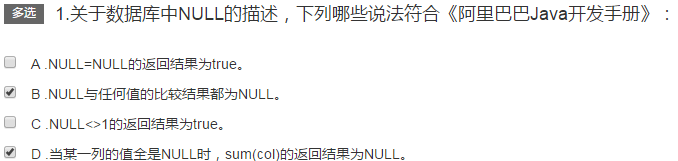 多选 1.关于数据库中NULL的描述，下列哪些说法符合《阿里巴巴Java开发手册》：
A .NULL=NULL的返回结果为true。
B .NULL与任何值的比较结果都为NULL。
C .NULL<>1的返回结果为true。
D .当某一列的值全是NULL时，sum(col)的返回结果为NULL。